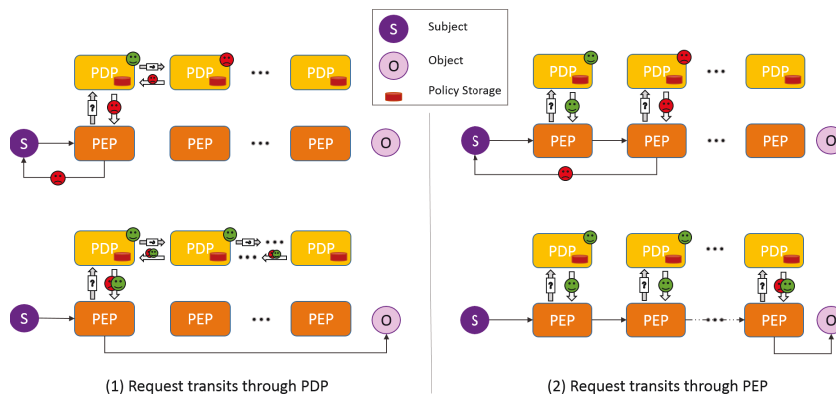 S Subject
O Object
Policy Storage
PDP PDP ••• PDP
? ?
S PEP PEP ••• PEP O
PDP PDP ••• PDP
?
S PEP PEP ••• PEP O
(1) Request transits through PDP
PDP PDP ••• PDP
?
S PEP PEP ••• PEP O
PDP PDP ••• PDP
? ? ?
S PEP PEP ••• PEP O
(2) Request transits through PEP